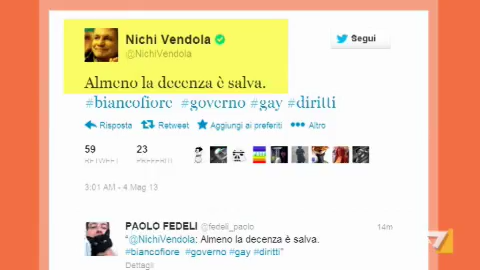 Nichi Vendola
@NichiVendola
Segui
Almeno la decenza è salva.
#biancofiore #governo #gay #diritti
Risposta Retweet Aggiungi ai preferiti Altro
59 23
RETWEET PREFERITI
3:01 AM - 4 Mag 13
PAOLO FEDELI @fedeli_paolo 14m
"@NichiVendola: Almeno la decenza è salva.
#biancofiore #governo #gay #diritti"
Dettagli